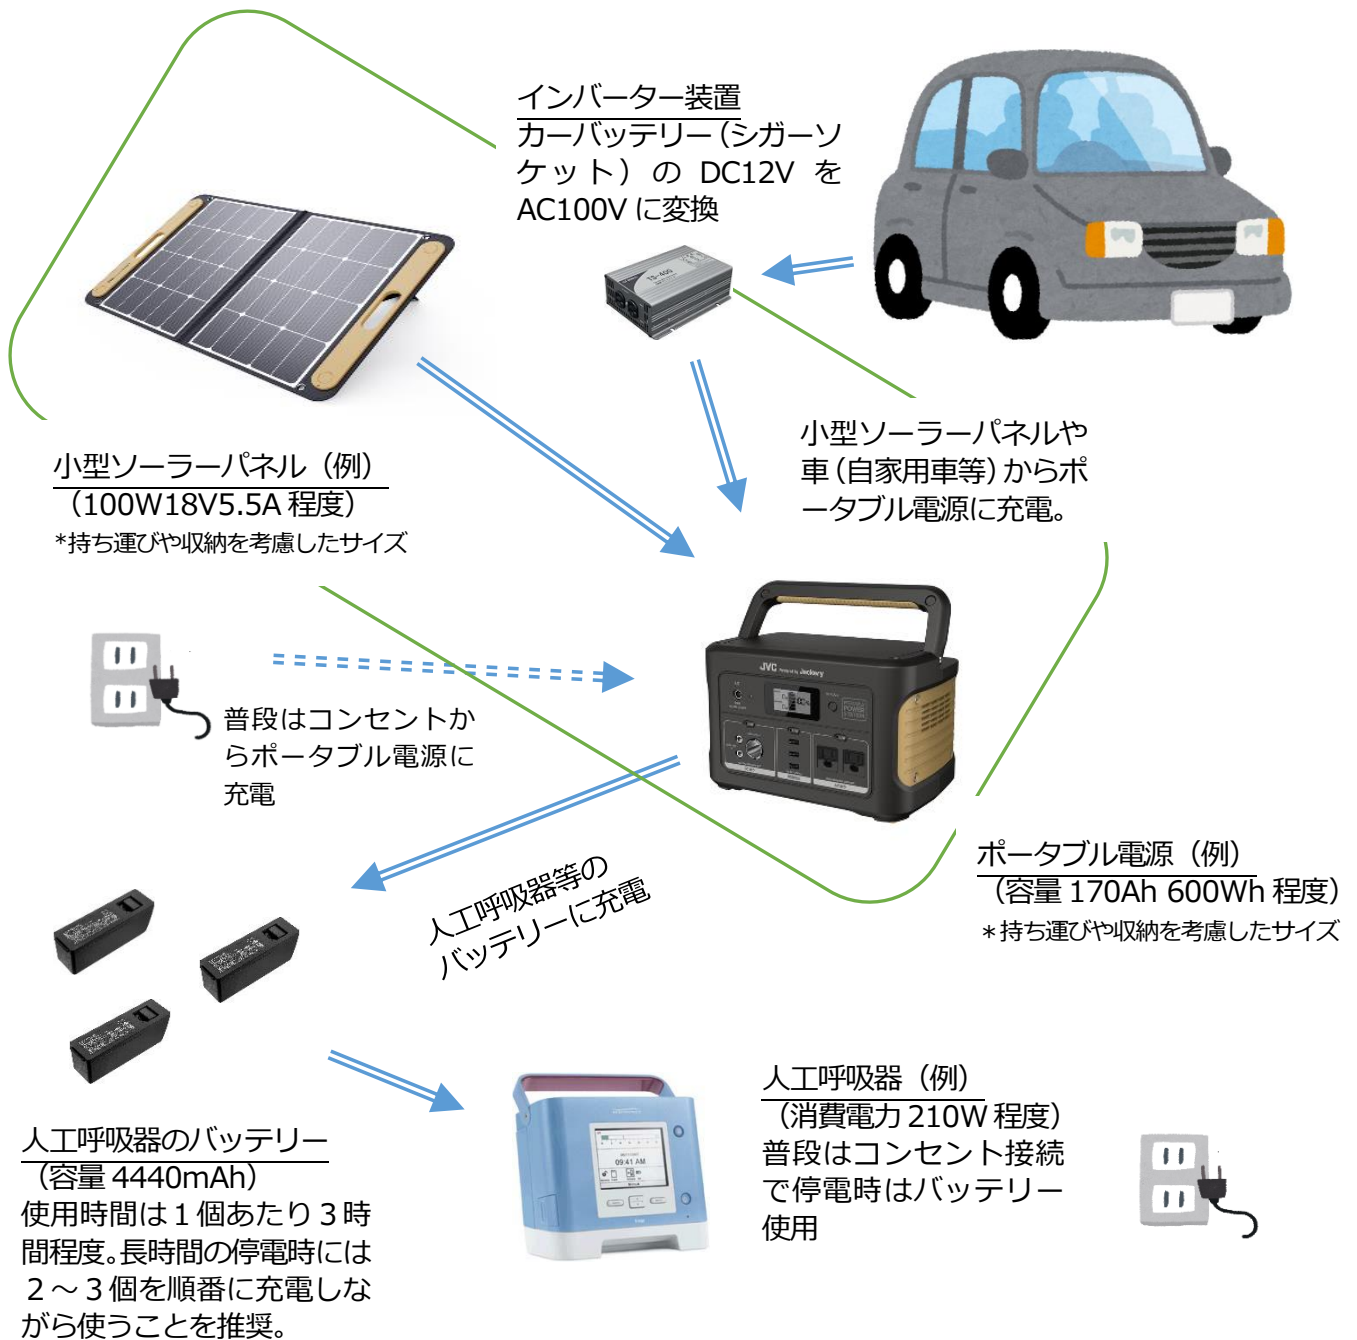 インバーター装置
カーバッテリー(シガーソ
ケット)の DC12V を
AC100V に変換
TS-400
小型ソーラーパネル(例)
(100W18V5.5A 程度)
*持ち運びや収納を考慮したサイズ
小型ソーラーパネルや
車(自家用車等)からポ
ータブル電源に充電。
普段はコンセントか
らポータブル電源に
充電
JVC Powered by Jackery
ポータブル電源(例)
(容量 170Ah 600Wh 程度)
*持ち運びや収納を考慮したサイズ
人工呼吸器等の
バッテリーに充電
人工呼吸器のバッテリー
(容量 4440mAh)
使用時間は1個あたり3時
間程度。長時間の停電時には
2~3個を順番に充電しな
がら使うことを推奨。
09:41 AM
人工呼吸器(例)
(消費電力 210W 程度)
普段はコンセント接続
で停電時はバッテリー
使用